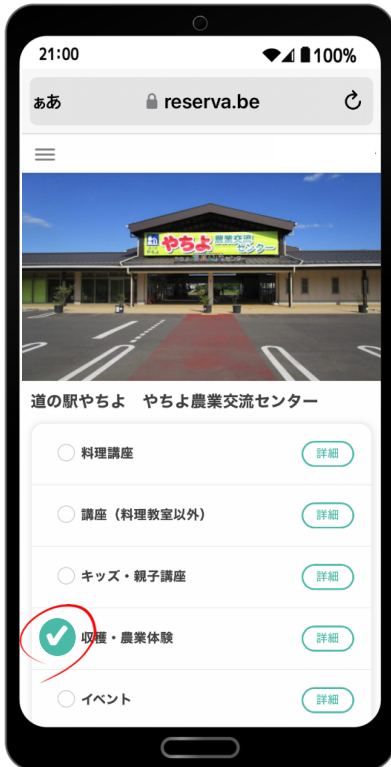 21:00
100%
ああ
reserva.be
やちよ 農業交流センター
道の駅やちよ　やちよ農業交流センター
料理講座
詳細
講座（料理教室以外）
詳細
キッズ・親子講座
詳細
収穫・農業体験
詳細
イベント
詳細